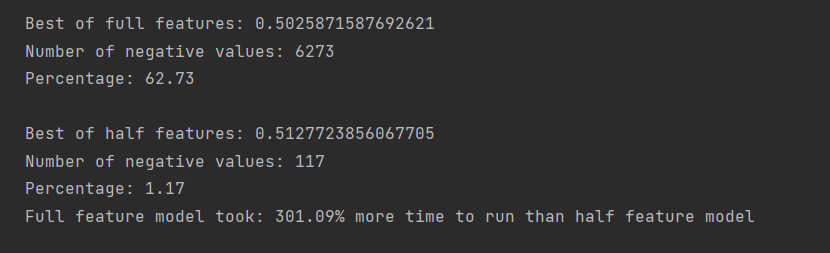 Best of full features: 0.5025871587692621
Number of negative values: 6273
Percentage: 62.73
Best of half features: 0.5127723856067705
Number of negative values: 117
Percentage: 1.17
Full feature model took: 301.09% more time to run than half feature model